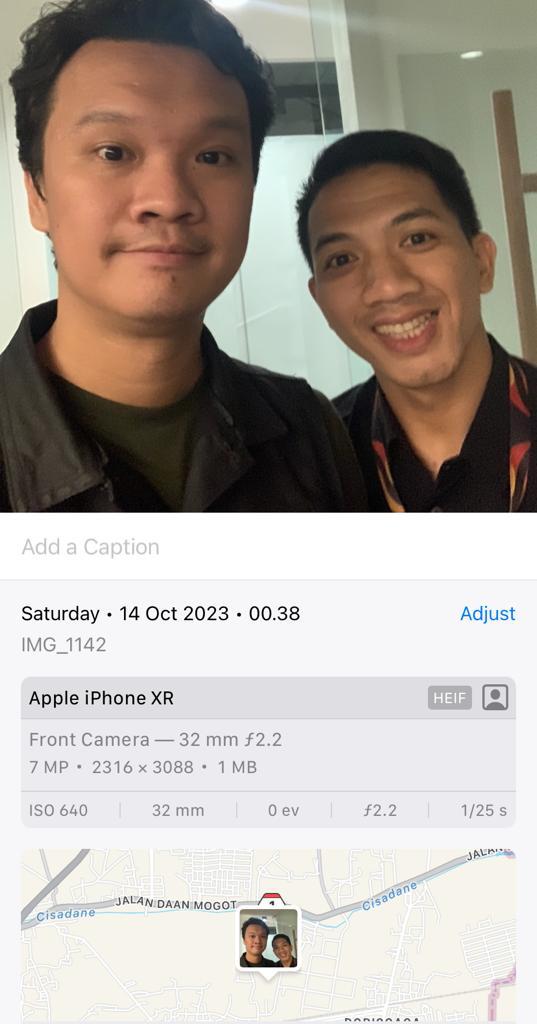 Add a Caption
Saturday • 14 Oct 2023 • 00.38
Adjust
IMG_1142
Apple iPhone XR
HEIF
Front Camera — 32 mm ƒ2.2
7 MP • 2316 × 3088 • 1 MB
ISO 640
32 mm
0 ev
ƒ2.2
1/25 s
JALAN
JALAN DAAN MOGOT
1
Cisadane
Cisadane